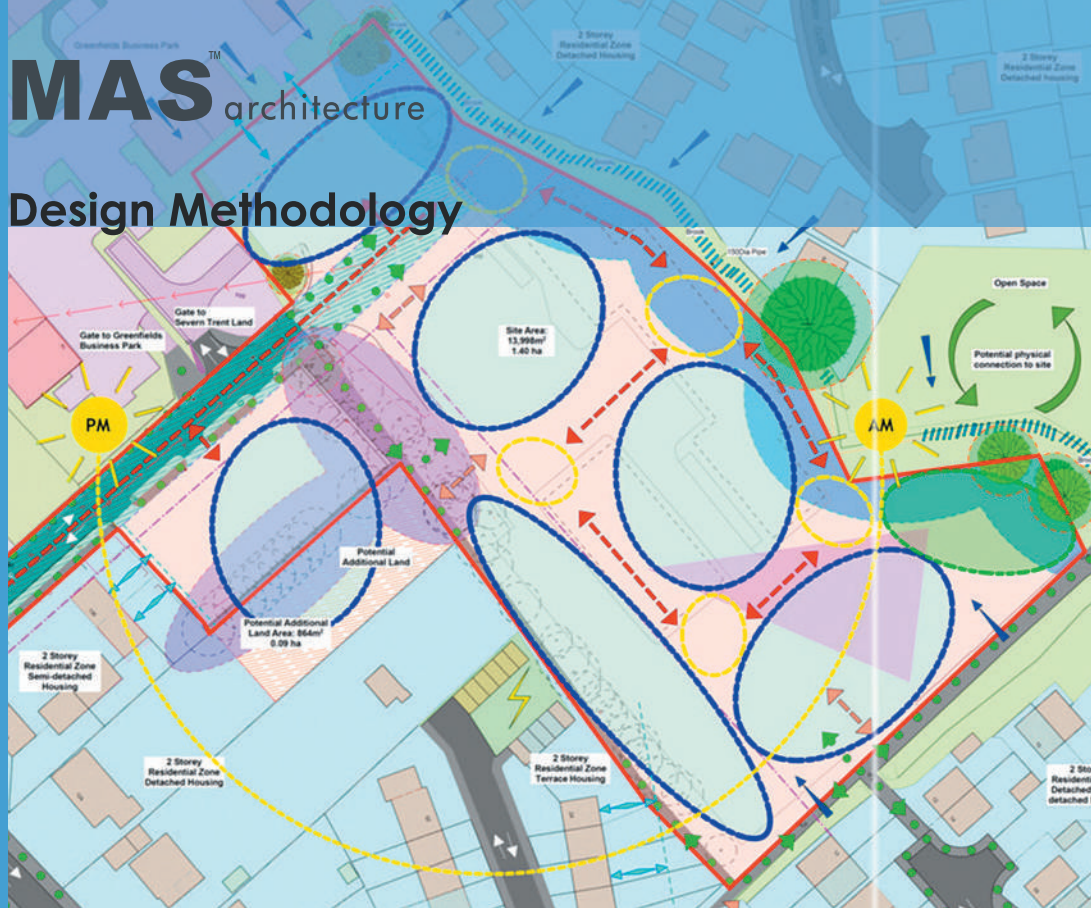 Greenfields Business Park
MAS™ architecture
Design Methodology
2 Storey
Residential Zone
Detached Housing
2 Storey
Residential Zone
Detached housing
Brook
150Dia Pipe
Gate to
Severn Trent Land
Gate to Greenfields
Business Park
Site Area:
13,998m²
1.40 ha
Open Space
Potential physical
connection to site
PM
AM
Potential
Additional Land
Potential Additional
Land Area: 864m²
0.09 ha
2 Storey
Residential Zone
Semi-detached
Housing
2 Storey
Residential Zone
Detached Housing
2 Storey
Residential Zone
Terrace Housing
Detached